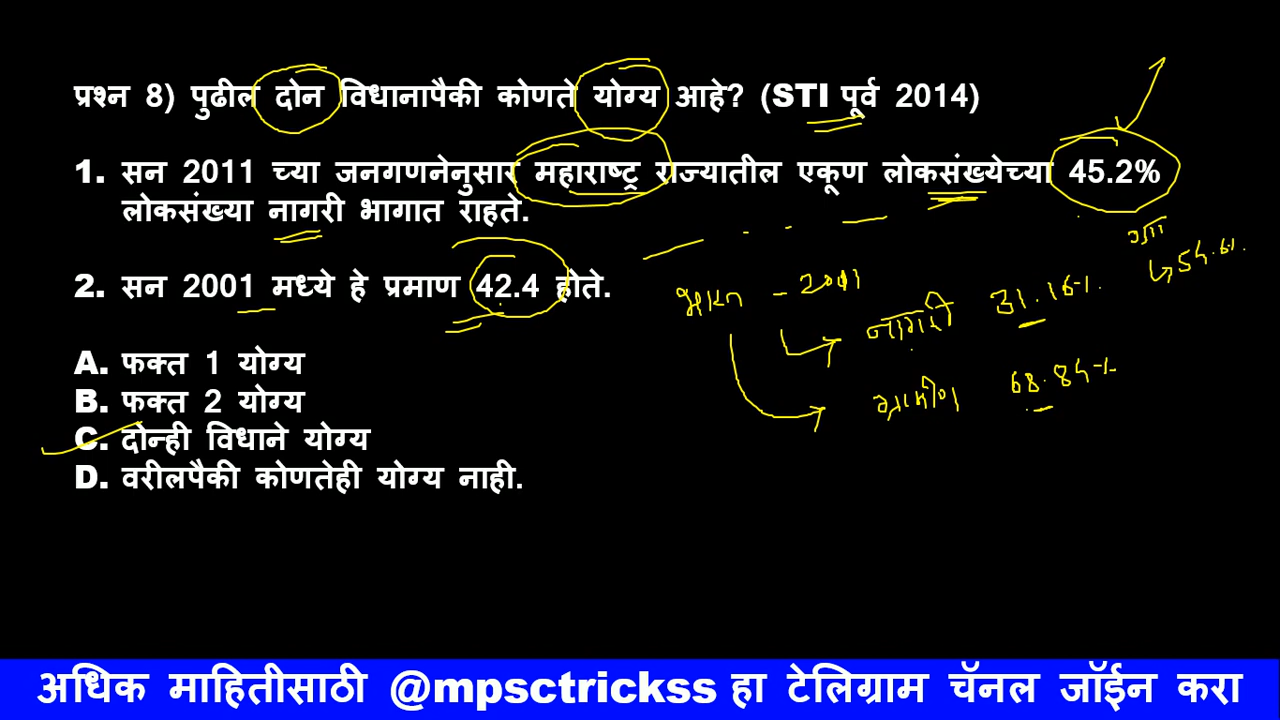 प्रश्न 8) पुढील दोन विधानापैकी कोणते योग्य आहे? (STI पूर्व 2014)
1. सन 2011 च्या जनगणनेनुसार महाराष्ट्र राज्यातील एकूण लोकसंख्येच्या 45.2%
लोकसंख्या नागरी भागात राहते.
2. सन 2001 मध्ये हे प्रमाण 42.4 होते.
भारत - 2011
नागरी 31.16%
ग्रामीण 68.84%
A. फक्त 1 योग्य
B. फक्त 2 योग्य
C. दोन्ही विधाने योग्य
D. वरीलपैकी कोणतेही योग्य नाही.
अधिक माहितीसाठी @mpsctrickss हा टेलिग्राम चॅनल जॉईन करा